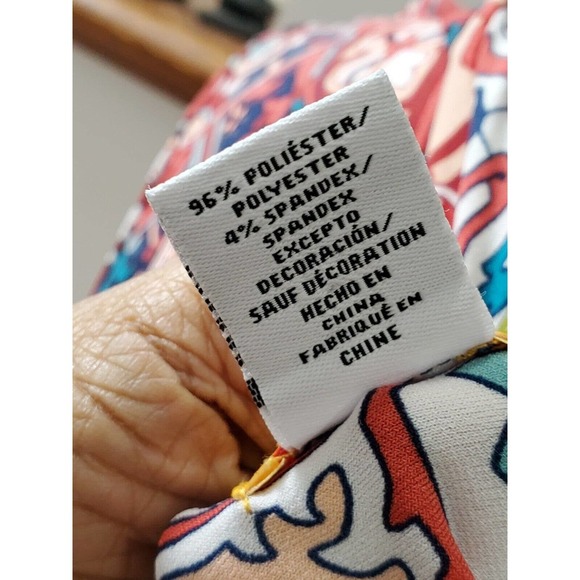 96% POLIÉSTER/
POLYESTER
4% SPANDEX/
SPANDEX
EXCEPTO
DECORACIÓN/
SAUF DÉCORATION
HECHO EN
CHINA
FABRIQUÉ EN
CHINE